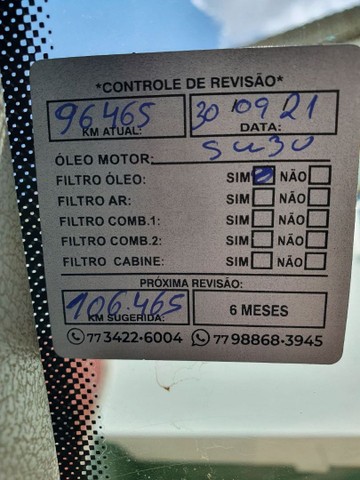 *CONTROLE DE REVISÃO*
96465 30 09 21
KM ATUAL: DATA:
ÓLEO MOTOR: 5W30
FILTRO ÓLEO: SIM NÃO
FILTRO AR: SIM NÃO
FILTRO COMB.1: SIM NÃO
FILTRO COMB.2: SIM NÃO
FILTRO CABINE: SIM NÃO
PRÓXIMA REVISÃO:
106.465 6 MESES
KM SUGERIDA:
77 3422-6004 77 98868-3945